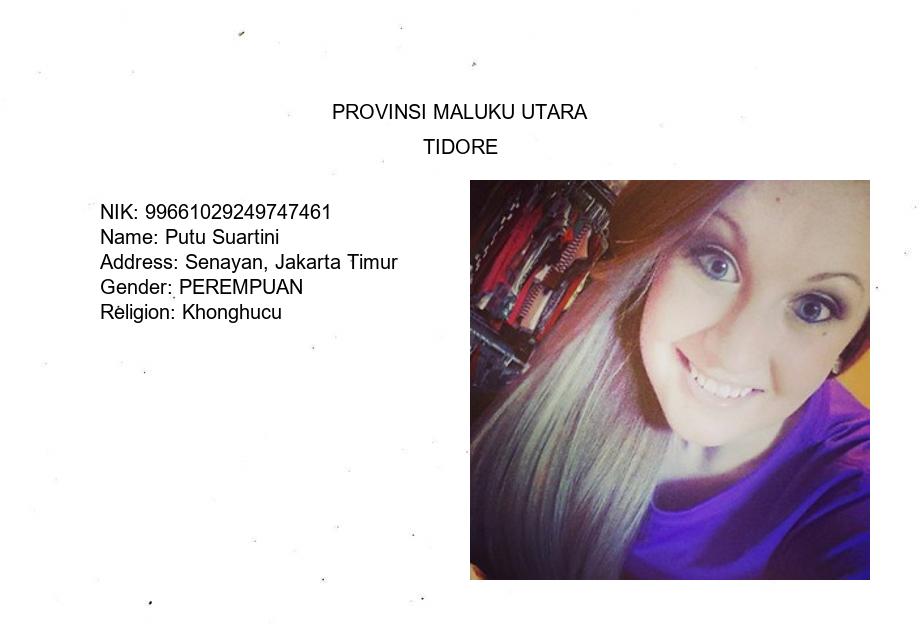 PROVINSI MALUKU UTARA
TIDORE
NIK: 99661029249747461
Name: Putu Suartini
Address: Senayan, Jakarta Timur
Gender: PEREMPUAN
Religion: Khonghucu